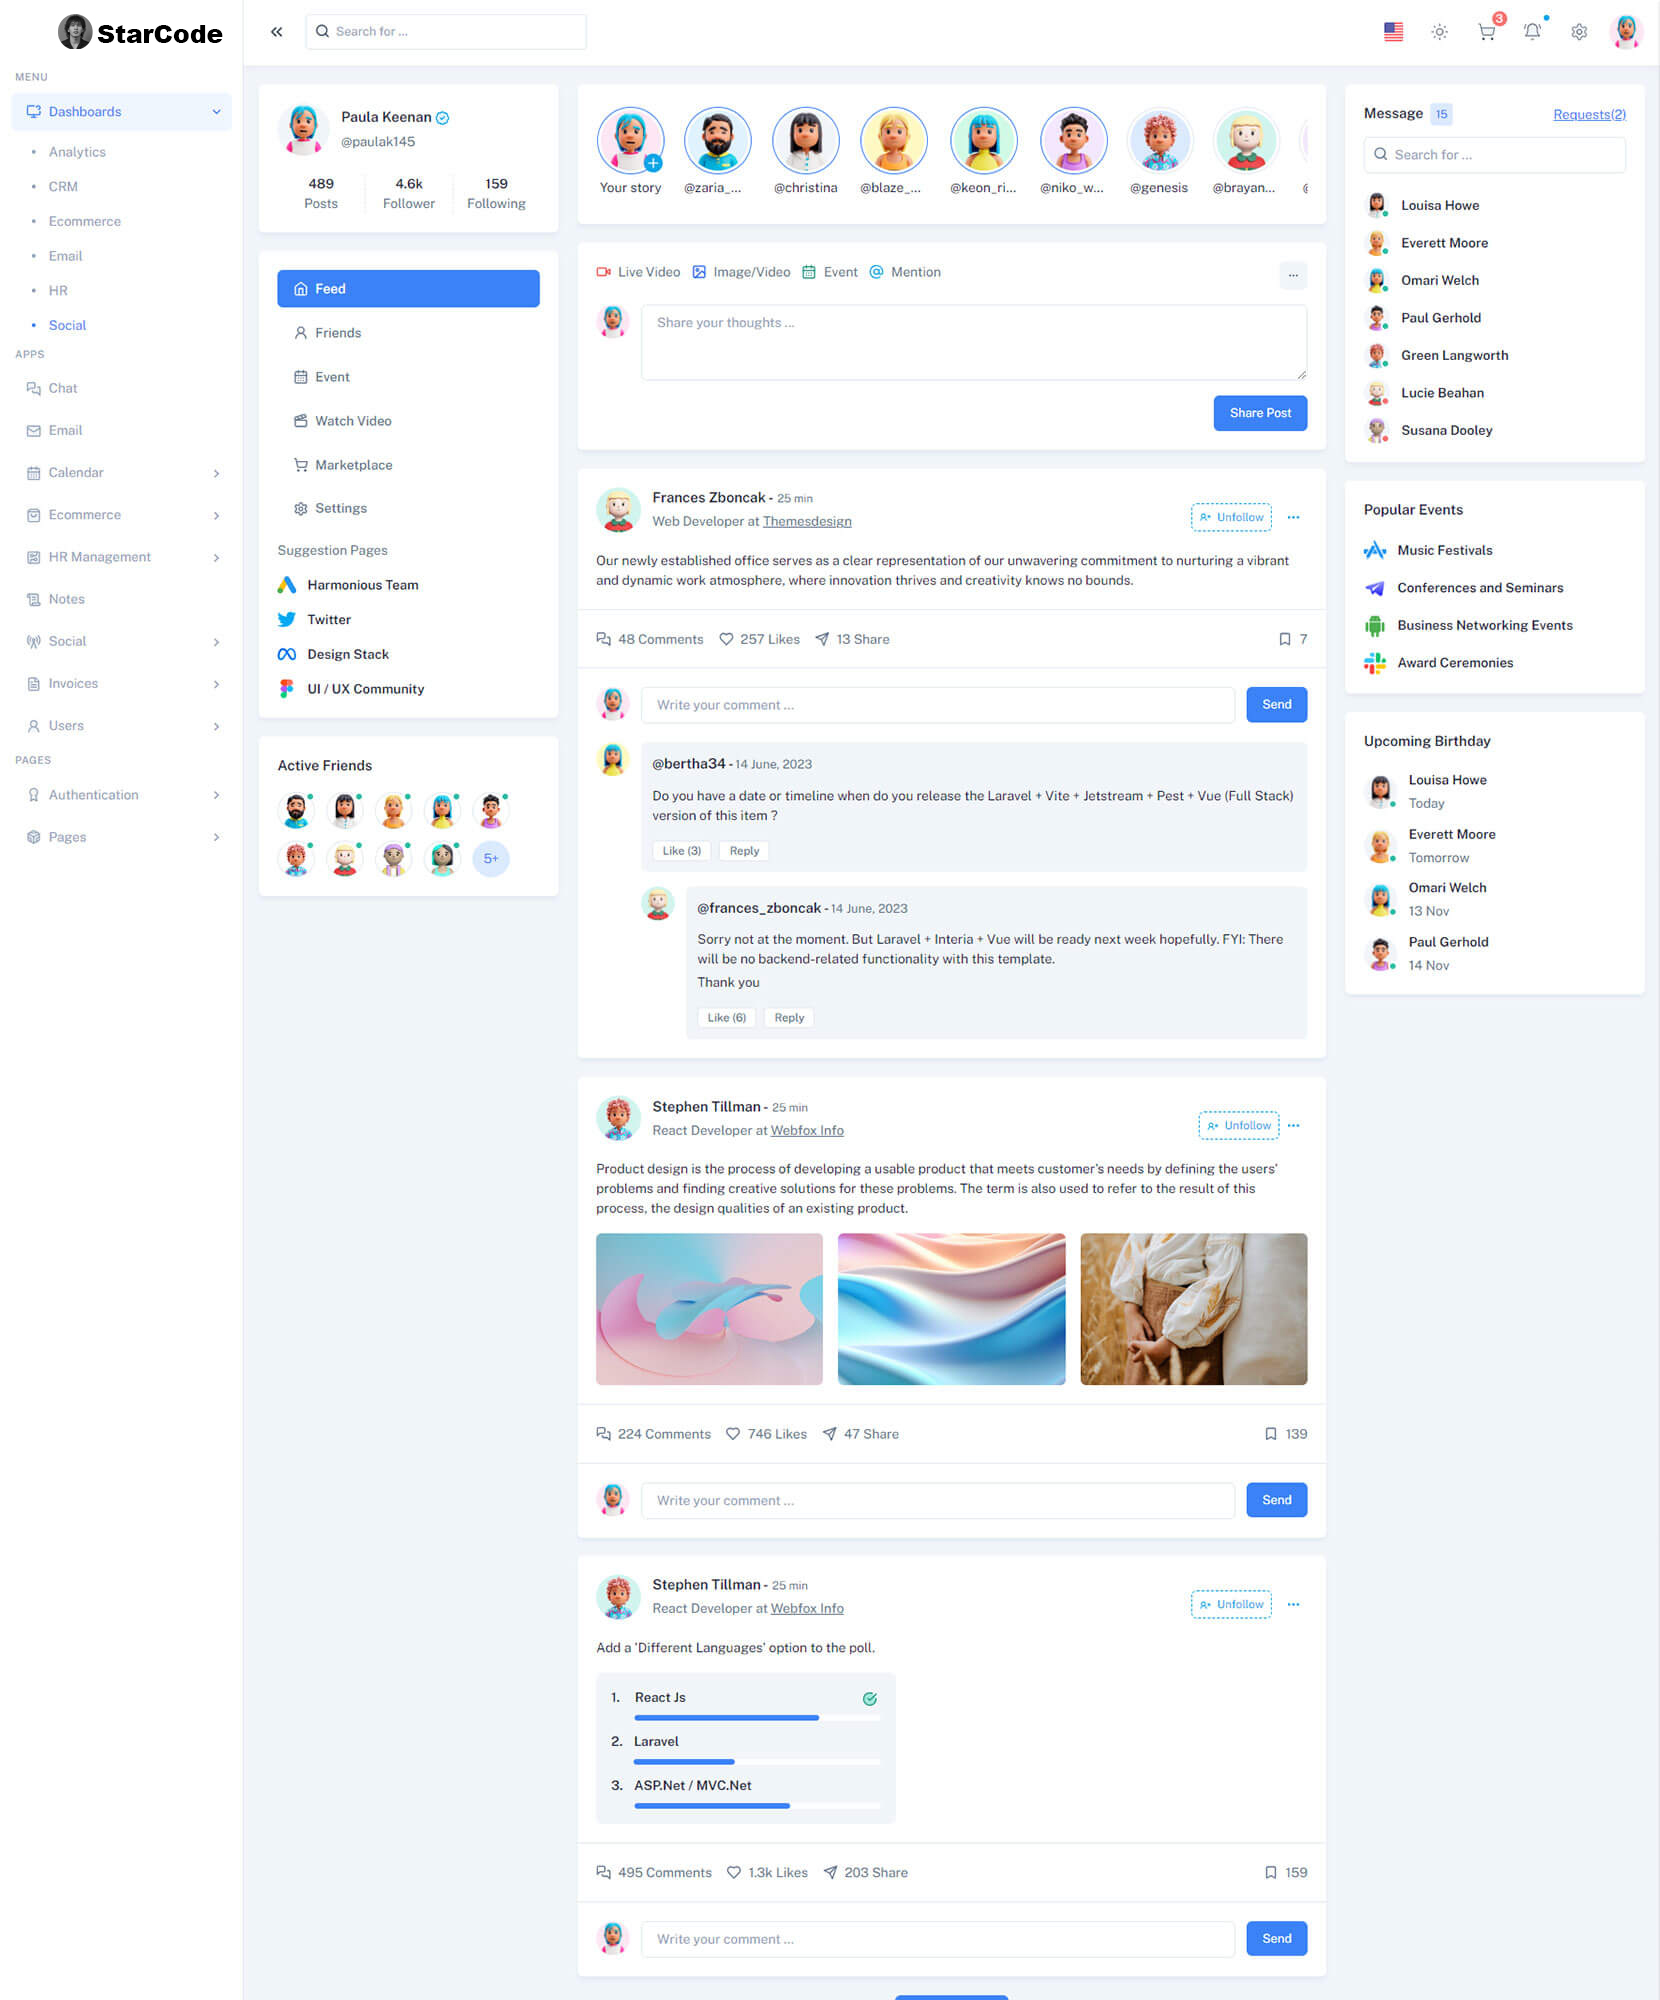 StarCode
Search for ...
3
MENU
Dashboards
Analytics
CRM
Ecommerce
Email
HR
Social
APPS
Chat
Email
Calendar
Ecommerce
HR Management
Notes
Social
Invoices
Users
PAGES
Authentication
Pages
Paula Keenan
@paulak145
489 4.6k 159
Posts Follower Following
Feed
Friends
Event
Watch Video
Marketplace
Settings
Suggestion Pages
Harmonious Team
Twitter
Design Stack
UI / UX Community
Active Friends
5+
Your story @zaria_... @christina @blaze_... @keon_ri... @niko_w... @genesis @brayan...
Live Video Image/Video Event Mention
...
Share your thoughts ...
Share Post
Frances Zboncak - 25 min
Web Developer at Themesdesign
Unfollow
Our newly established office serves as a clear representation of our unwavering commitment to nurturing a vibrant
and dynamic work atmosphere, where innovation thrives and creativity knows no bounds.
48 Comments 257 Likes 13 Share 7
Write your comment ...
Send
@bertha34 - 14 June, 2023
Do you have a date or timeline when do you release the Laravel + Vite + Jetstream + Pest + Vue (Full Stack)
version of this item ?
Like (3) Reply
@frances_zboncak - 14 June, 2023
Sorry not at the moment. But Laravel + Interia + Vue will be ready next week hopefully. FYI: There
will be no backend-related functionality with this template.
Thank you
Like (6) Reply
Stephen Tillman - 25 min
React Developer at Webfox Info
Unfollow
Product design is the process of developing a usable product that meets customer's needs by defining the users'
problems and finding creative solutions for these problems. The term is also used to refer to the result of this
process, the design qualities of an existing product.
224 Comments 746 Likes 47 Share 139
Write your comment ...
Send
Stephen Tillman - 25 min
React Developer at Webfox Info
Unfollow
Add a 'Different Languages' option to the poll.
1. React Js
2. Laravel
3. ASP.Net / MVC.Net
495 Comments 1.3k Likes 203 Share 159
Write your comment ...
Send
Message 15 Requests(2)
Search for ...
Louisa Howe
Everett Moore
Omari Welch
Paul Gerhold
Green Langworth
Lucie Beahan
Susana Dooley
Popular Events
Music Festivals
Conferences and Seminars
Business Networking Events
Award Ceremonies
Upcoming Birthday
Louisa Howe
Today
Everett Moore
Tomorrow
Omari Welch
13 Nov
Paul Gerhold
14 Nov